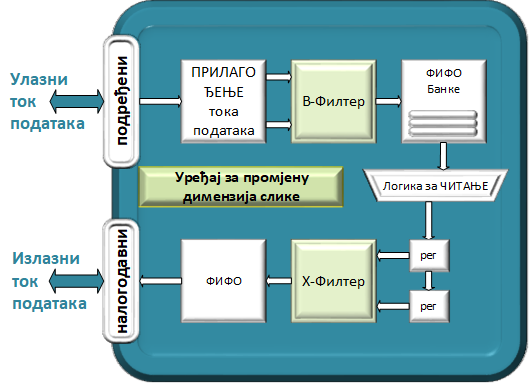 Улазни
ток
података
подређени
ПРИЛАГО
ЂЕЊЕ
тока
података
В-Филтер
ФИФО
Банке
Уређај за промјену
димензија слике
Логика за ЧИТАЊЕ
Излазни
ток
података
налогодавни
ФИФО
Х-Филтер
рег
рег